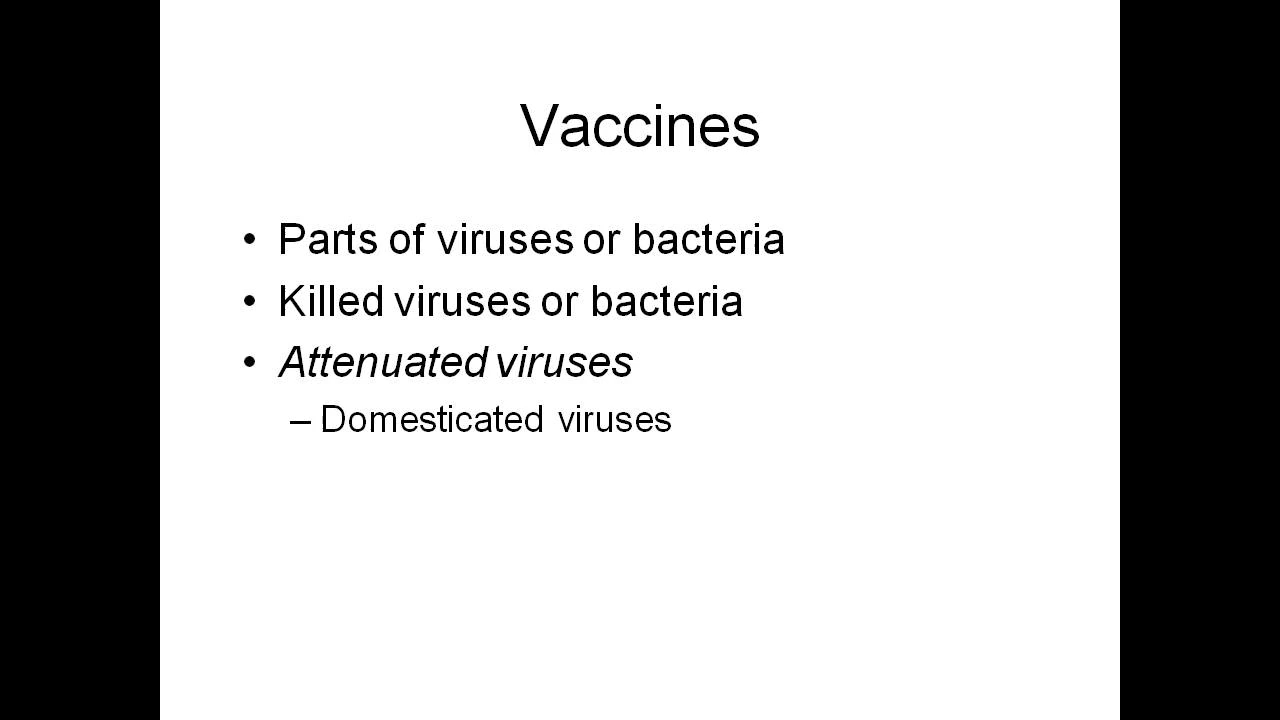 Vaccines
• Parts of viruses or bacteria
• Killed viruses or bacteria
• Attenuated viruses
– Domesticated viruses